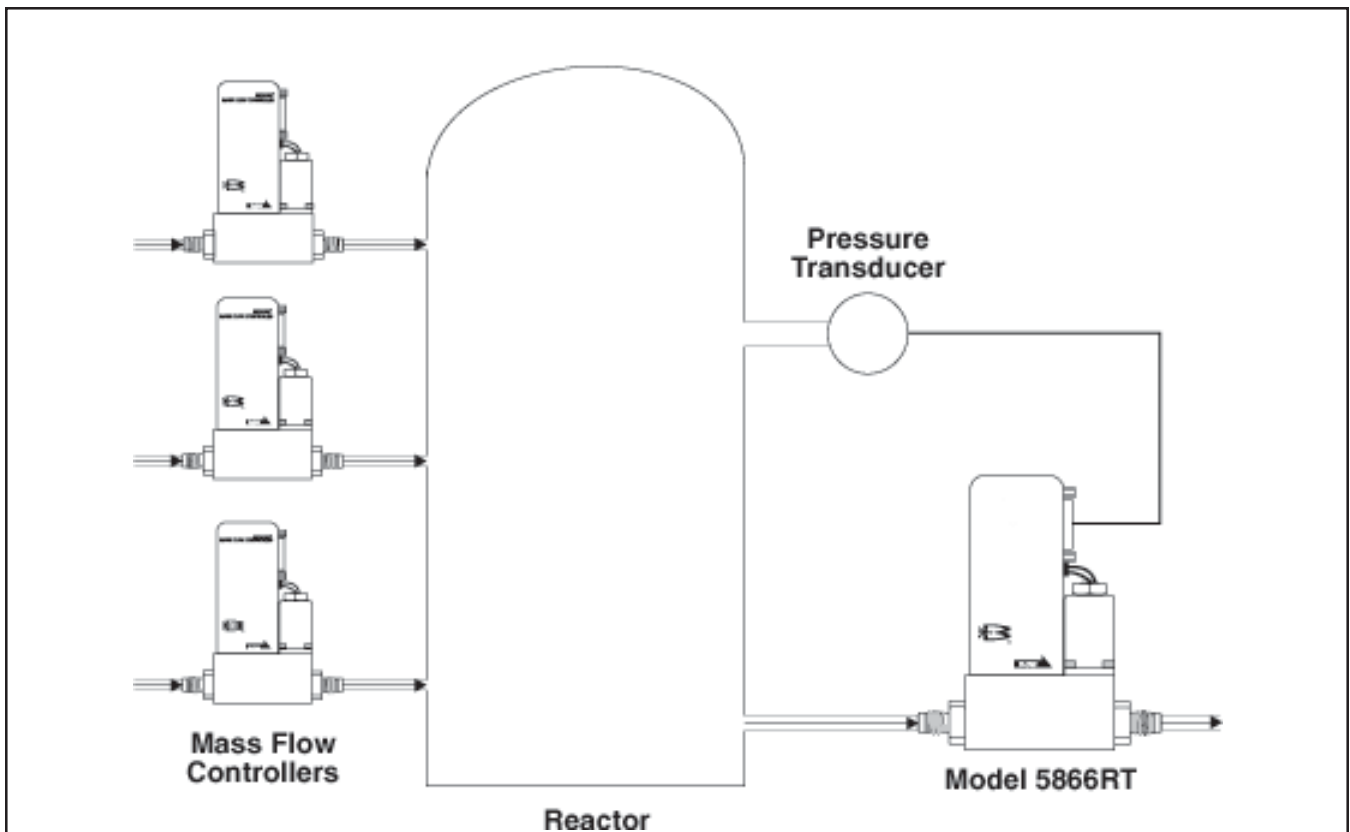 Pressure
Transducer
Mass Flow
Controllers
Model 5866RT
Reactor